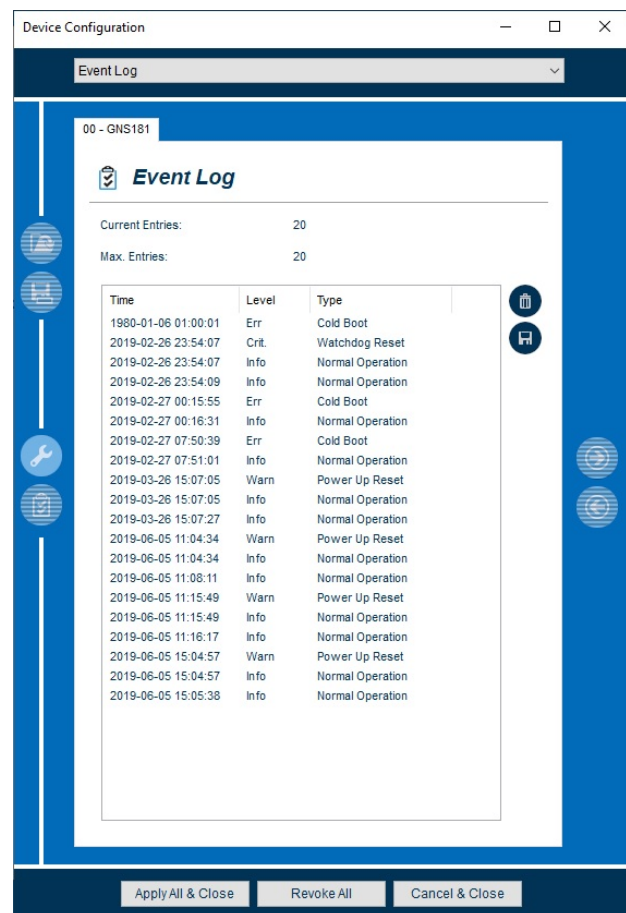 Device Configuration
Event Log
00 - GNS181
Event Log
Current Entries: 20
Max. Entries: 20
Time Level Type
1980-01-06 01:00:01 Err Cold Boot
2019-02-26 23:54:07 Crit. Watchdog Reset
2019-02-26 23:54:07 Info Normal Operation
2019-02-26 23:54:09 Info Normal Operation
2019-02-27 00:15:55 Err Cold Boot
2019-02-27 00:16:31 Info Normal Operation
2019-02-27 07:50:39 Err Cold Boot
2019-02-27 07:51:01 Info Normal Operation
2019-03-26 15:07:05 Warn Power Up Reset
2019-03-26 15:07:05 Info Normal Operation
2019-03-26 15:07:27 Info Normal Operation
2019-06-05 11:04:34 Warn Power Up Reset
2019-06-05 11:04:34 Info Normal Operation
2019-06-05 11:08:11 Info Normal Operation
2019-06-05 11:15:49 Warn Power Up Reset
2019-06-05 11:15:49 Info Normal Operation
2019-06-05 11:16:17 Info Normal Operation
2019-06-05 15:04:57 Warn Power Up Reset
2019-06-05 15:04:57 Info Normal Operation
2019-06-05 15:05:38 Info Normal Operation
Apply All & Close Revoke All Cancel & Close